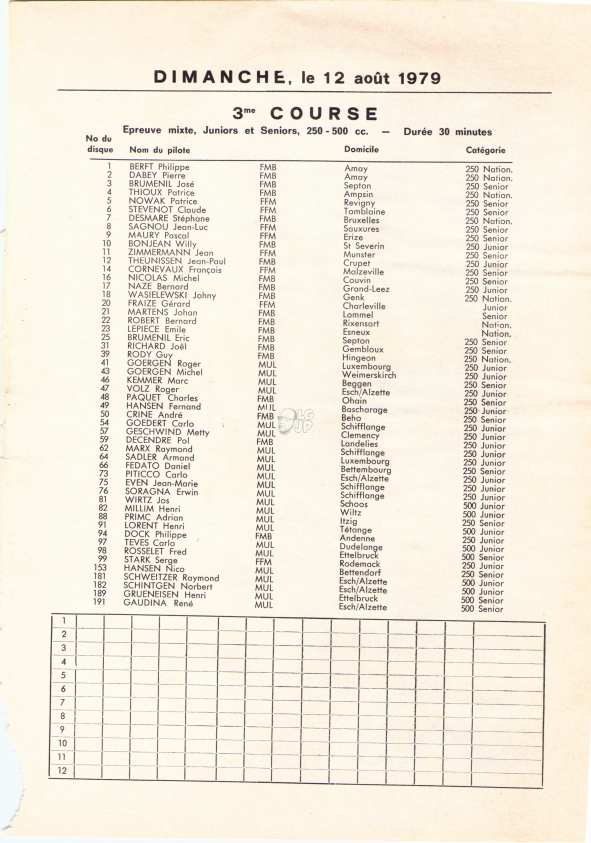 DIMANCHE, le 12 août 1979
3me COURSE
Epreuve mixte, Juniors et Seniors, 250 - 500 cc. — Durée 30 minutes
No du disque Nom du pilote Domicile Catégorie
1 BERFT Philippe FMB Amay 250 Nation.
2 DABEY Pierre FMB Amay 250 Nation.
3 BRUMENIL José FMB Septon 250 Senior
4 THIOUX Patrice FMB Ampsin 250 Nation.
5 NOWAK Patrice FFM Revigny 250 Senior
6 STEVENOT Claude FFM Tomblaine 250 Senior
7 DESMARE Stéphane FMB Bruxelles 250 Nation.
8 SAGNOU Jean-Luc FFM Sauxures 250 Senior
9 MAURY Pascal FFM Erize 250 Senior
10 BONJEAN Willy FMB St Severin 250 Junior
11 ZIMMERMANN Jean FFM Munster 250 Senior
12 THEUNISSEN Jean-Paul FMB Crupet 250 Junior
14 CORNEVAUX François FFM Malzeville 250 Senior
16 NICOLAS Michel FMB Couvin 250 Senior
17 NAZE Bernard FMB Grand-Leez 250 Junior
18 WASIELEWSKI Johny FMB Genk 250 Nation.
20 FRAIZE Gérard FFM Charleville Junior
21 MARTENS Johan FMB Lommel Senior
22 ROBERT Bernard FMB Rixensart Nation.
23 LEPIECE Emile FMB Esneux Nation.
25 BRUMENIL Eric FMB Septon 250 Senior
31 RICHARD Joël FMB Gembloux 250 Senior
39 RODY Guy FMB Hingeon 250 Nation.
41 GOERGEN Roger MUL Luxembourg 250 Junior
43 GOERGEN Michel MUL Weimerskirch 250 Junior
46 KEMMER Marc MUL Beggen 250 Senior
47 VOLZ Roger MUL Esch/Alzette 250 Junior
48 PAQUET Charles FMB Ohain 250 Senior
49 HANSEN Fernand MUL Bascharage 250 Junior
50 CRINE André FMB Beho 250 Senior
54 GOEDERT Carlo MUL Schifflange 250 Junior
57 GESCHWIND Metty MUL Clemency 250 Junior
59 DECENDRE Pol FMB Landelies 250 Senior
62 MARX Raymond MUL Schifflange 250 Junior
64 SADLER Armand MUL Luxembourg 250 Junior
66 FEDATO Daniel MUL Bettembourg 250 Senior
73 PITICCO Carlo MUL Esch/Alzette 250 Junior
75 EVEN Jean-Marie MUL Schifflange 250 Junior
76 SORAGNA Erwin MUL Schifflange 250 Junior
81 WIRTZ Jos MUL Schoos 500 Junior
82 MILLIM Henri MUL Wiltz 500 Junior
88 PRIMC Adrian MUL Itzig 250 Senior
91 LORENT Henri MUL Tétange 500 Junior
94 DOCK Philippe FMB Andenne 250 Junior
97 TEVES Carlo MUL Dudelange 500 Junior
98 ROSSELET Fred MUL Ettelbruck 500 Senior
99 STARK Serge FFM Rodemack 250 Junior
153 HANSEN Nico MUL Bettendorf 250 Senior
181 SCHWEITZER Raymond MUL Esch/Alzette 500 Junior
182 SCHINTGEN Norbert MUL Esch/Alzette 500 Junior
189 GRUENEISEN Henri MUL Ettelbruck 500 Senior
191 GAUDINA René MUL Esch/Alzette 500 Senior
LG
JP
1
2
3
4
5
6
7
8
9
10
11
12